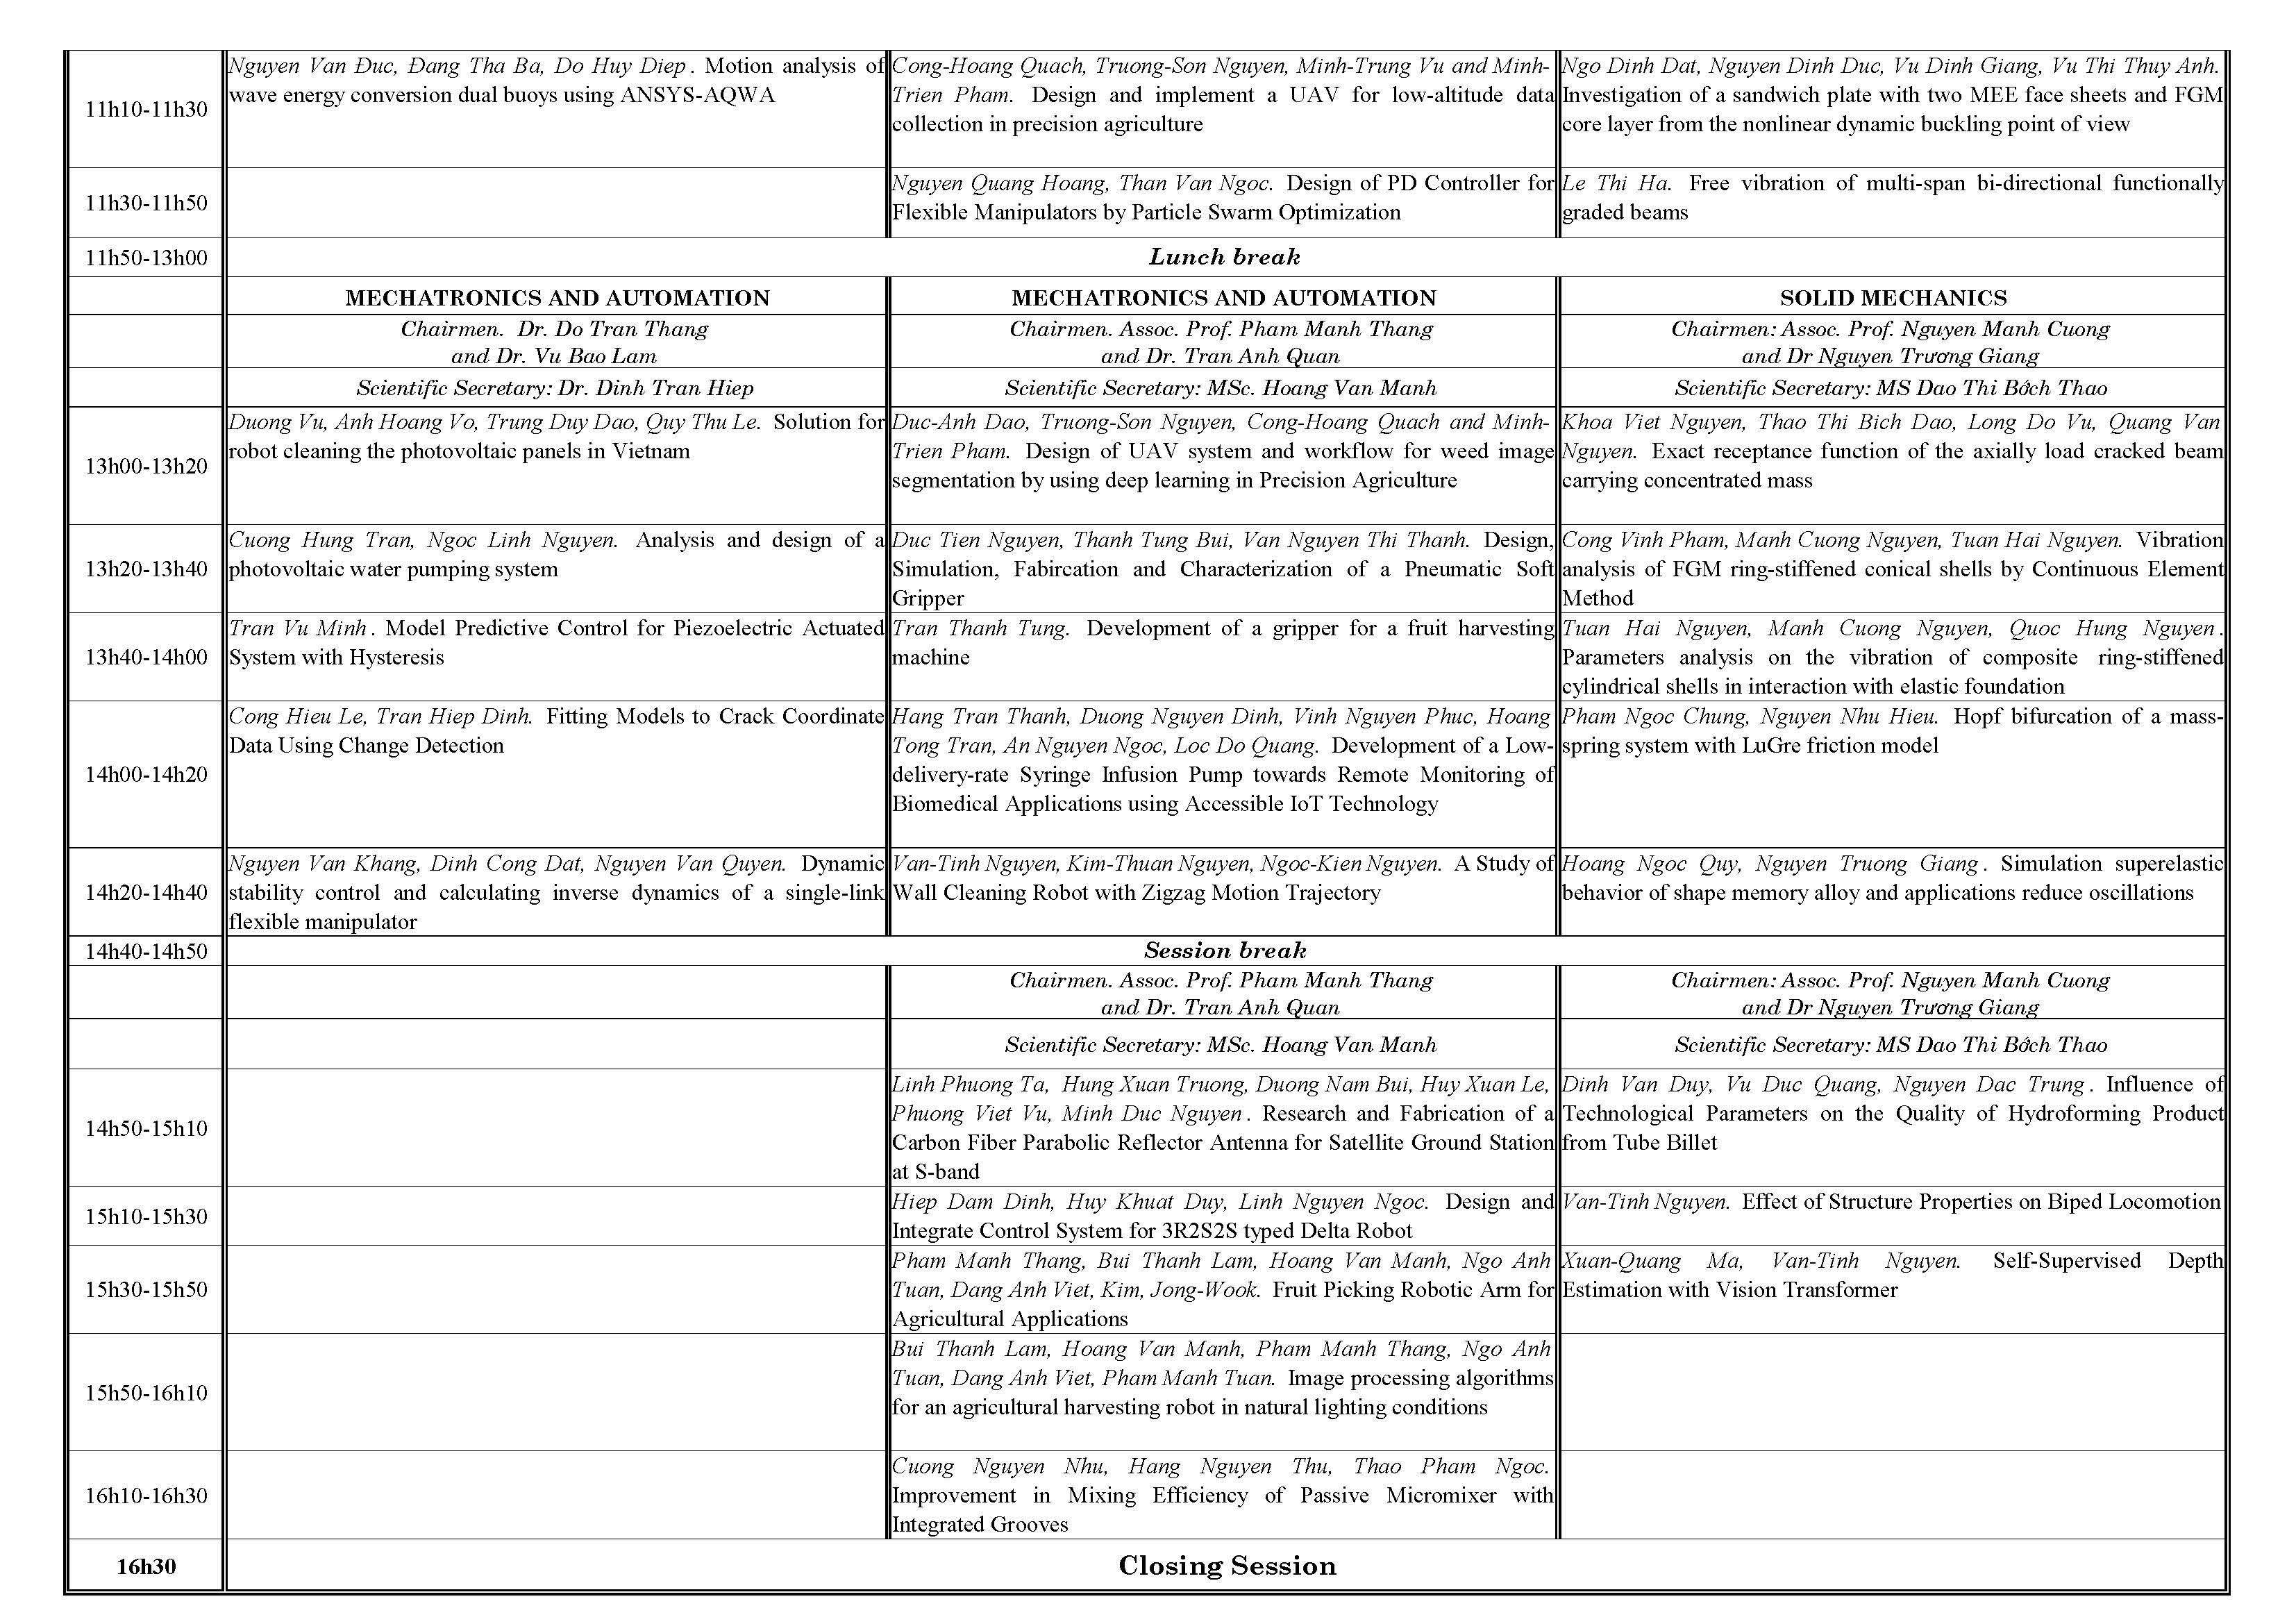 11h10-11h30
Nguyen Van Đuc, Đang Tha Ba, Do Huy Diep. Motion analysis of
wave energy conversion dual buoys using ANSYS-AQWA
Cong-Hoang Quach, Truong-Son Nguyen, Minh-Trung Vu and Minh-
Trien Pham. Design and implement a UAV for low-altitude data
collection in precision agriculture
Ngo Dinh Dat, Nguyen Dinh Duc, Vu Dinh Giang, Vu Thi Thuy Anh.
Investigation of a sandwich plate with two MEE face sheets and FGM
core layer from the nonlinear dynamic buckling point of view
11h30-11h50
Nguyen Quang Hoang, Than Van Ngoc. Design of PD Controller for
Flexible Manipulators by Particle Swarm Optimization
Le Thi Ha. Free vibration of multi-span bi-directional functionally
graded beams
11h50-13h00
Lunch break
MECHATRONICS AND AUTOMATION
MECHATRONICS AND AUTOMATION
SOLID MECHANICS
Chairmen. Dr. Do Tran Thang
and Dr. Vu Bao Lam
Chairmen. Assoc. Prof. Pham Manh Thang
and Dr. Tran Anh Quan
Chairmen: Assoc. Prof. Nguyen Manh Cuong
and Dr Nguyen Trương Giang
Scientific Secretary: Dr. Dinh Tran Hiep
Scientific Secretary: MSc. Hoang Van Manh
Scientific Secretary: MS Dao Thi Bớch Thao
13h00-13h20
Duong Vu, Anh Hoang Vo, Trung Duy Dao, Quy Thu Le. Solution for
robot cleaning the photovoltaic panels in Vietnam
Duc-Anh Dao, Truong-Son Nguyen, Cong-Hoang Quach and Minh-
Trien Pham. Design of UAV system and workflow for weed image
segmentation by using deep learning in Precision Agriculture
Khoa Viet Nguyen, Thao Thi Bich Dao, Long Do Vu, Quang Van
Nguyen. Exact receptance function of the axially load cracked beam
carrying concentrated mass
13h20-13h40
Cuong Hung Tran, Ngoc Linh Nguyen. Analysis and design of a
photovoltaic water pumping system
Duc Tien Nguyen, Thanh Tung Bui, Van Nguyen Thi Thanh. Design,
Simulation, Fabircation and Characterization of a Pneumatic Soft
Gripper
Cong Vinh Pham, Manh Cuong Nguyen, Tuan Hai Nguyen. Vibration
analysis of FGM ring-stiffened conical shells by Continuous Element
Method
13h40-14h00
Tran Vu Minh. Model Predictive Control for Piezoelectric Actuated
System with Hysteresis
Tran Thanh Tung. Development of a gripper for a fruit harvesting
machine
Tuan Hai Nguyen, Manh Cuong Nguyen, Quoc Hung Nguyen.
Parameters analysis on the vibration of composite ring-stiffened
cylindrical shells in interaction with elastic foundation
14h00-14h20
Cong Hieu Le, Tran Hiep Dinh. Fitting Models to Crack Coordinate
Data Using Change Detection
Hang Tran Thanh, Duong Nguyen Dinh, Vinh Nguyen Phuc, Hoang
Tong Tran, An Nguyen Ngoc, Loc Do Quang. Development of a Low-
delivery-rate Syringe Infusion Pump towards Remote Monitoring of
Biomedical Applications using Accessible IoT Technology
Pham Ngoc Chung, Nguyen Nhu Hieu. Hopf bifurcation of a mass-
spring system with LuGre friction model
14h20-14h40
Nguyen Van Khang, Dinh Cong Dat, Nguyen Van Quyen. Dynamic
stability control and calculating inverse dynamics of a single-link
flexible manipulator
Van-Tinh Nguyen, Kim-Thuan Nguyen, Ngoc-Kien Nguyen. A Study of
Wall Cleaning Robot with Zigzag Motion Trajectory
Hoang Ngoc Quy, Nguyen Truong Giang. Simulation superelastic
behavior of shape memory alloy and applications reduce oscillations
14h40-14h50
Session break
Chairmen. Assoc. Prof. Pham Manh Thang
and Dr. Tran Anh Quan
Chairmen: Assoc. Prof. Nguyen Manh Cuong
and Dr Nguyen Trương Giang
Scientific Secretary: MSc. Hoang Van Manh
Scientific Secretary: MS Dao Thi Bớch Thao
14h50-15h10
Linh Phuong Ta, Hung Xuan Truong, Duong Nam Bui, Huy Xuan Le,
Phuong Viet Vu, Minh Duc Nguyen. Research and Fabrication of a
Carbon Fiber Parabolic Reflector Antenna for Satellite Ground Station
at S-band
Dinh Van Duy, Vu Duc Quang, Nguyen Dac Trung. Influence of
Technological Parameters on the Quality of Hydroforming Product
from Tube Billet
15h10-15h30
Hiep Dam Dinh, Huy Khuat Duy, Linh Nguyen Ngoc. Design and
Integrate Control System for 3R2S2S typed Delta Robot
Van-Tinh Nguyen. Effect of Structure Properties on Biped Locomotion
15h30-15h50
Pham Manh Thang, Bui Thanh Lam, Hoang Van Manh, Ngo Anh
Tuan, Dang Anh Viet, Kim, Jong-Wook. Fruit Picking Robotic Arm for
Agricultural Applications
Xuan-Quang Ma, Van-Tinh Nguyen. Self-Supervised Depth
Estimation with Vision Transformer
15h50-16h10
Bui Thanh Lam, Hoang Van Manh, Pham Manh Thang, Ngo Anh
Tuan, Dang Anh Viet, Pham Manh Tuan. Image processing algorithms
for an agricultural harvesting robot in natural lighting conditions
16h10-16h30
Cuong Nguyen Nhu, Hang Nguyen Thu, Thao Pham Ngoc.
Improvement in Mixing Efficiency of Passive Micromixer with
Integrated Grooves
16h30
Closing Session